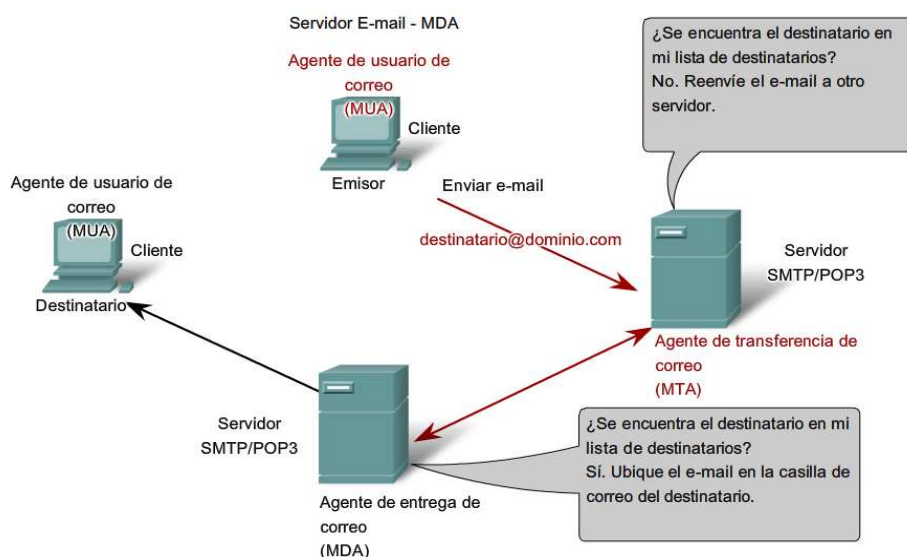 Servidor E-mail - MDA
Agente de usuario de
correo
(MUA)
Cliente
Emisor
¿Se encuentra el destinatario en
mi lista de destinatarios?
No. Reenvíe el e-mail a otro
servidor.
Agente de usuario de
correo
(MUA)
Cliente
Destinatario
Enviar e-mail
destinatario@dominio.com
Servidor
SMTP/POP3
Agente de transferencia de
correo
(MTA)
Servidor
SMTP/POP3
Agente de entrega de
correo
(MDA)
¿Se encuentra el destinatario en mi
lista de destinatarios?
Sí. Ubique el e-mail en la casilla de
correo del destinatario.